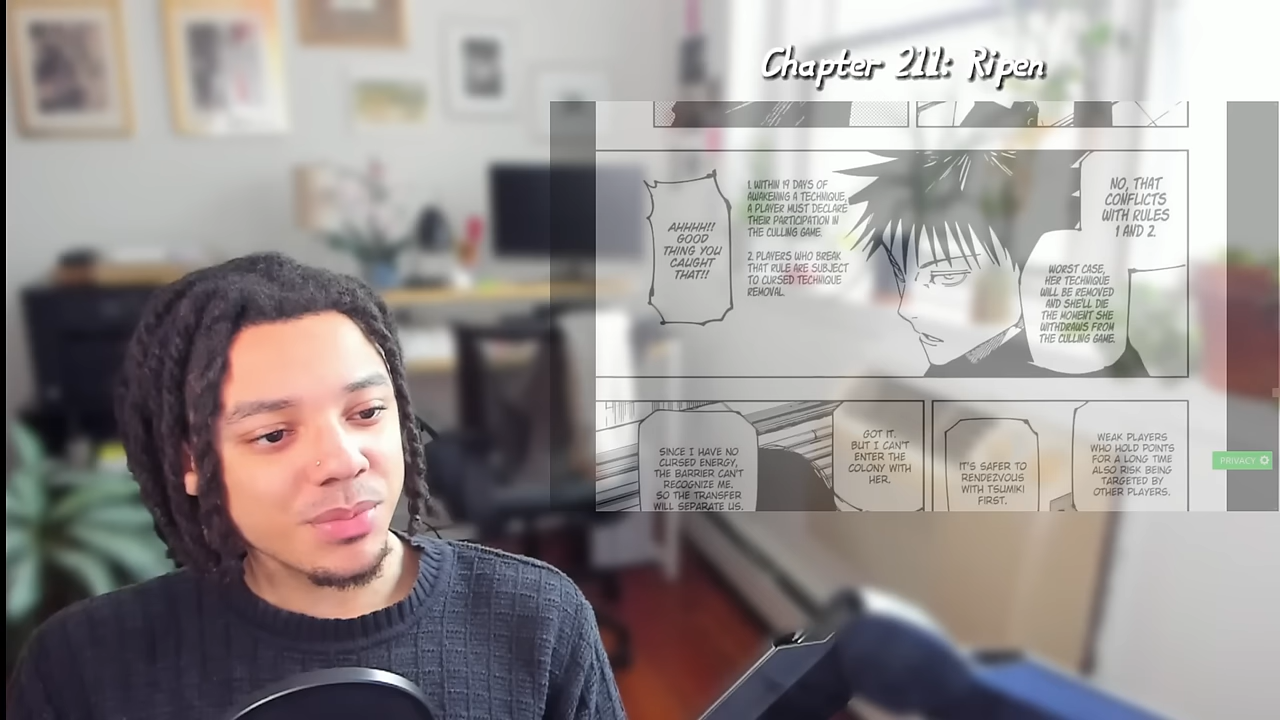 Chapter 211: Ripen
NO, THAT
CONFLICTS
WITH RULES
1 AND 2.
WORST CASE,
HER TECHNIQUE
WILL BE REMOVED
AND SHE'LL DIE
THE MOMENT SHE
WITHDRAWS FROM
THE CULLING GAME.
1. WITHIN 19 DAYS OF
AWAKENING A TECHNIQUE,
A PLAYER MUST DECLARE
THEIR PARTICIPATION IN
THE CULLING GAME.
2. PLAYERS WHO BREAK
THAT RULE ARE SUBJECT
TO CURSED TECHNIQUE
REMOVAL.
AHHHH!!
GOOD
THING YOU
CAUGHT
THAT!!
WEAK PLAYERS
WHO HOLD POINTS
FOR A LONG TIME
ALSO RISK BEING
TARGETED BY
OTHER PLAYERS.
IT'S SAFER TO
RENDEZVOUS
WITH TSUMIKI
FIRST.
GOT IT.
BUT I CAN'T
ENTER THE
COLONY WITH
HER.
SINCE I HAVE NO
CURSED ENERGY,
THE BARRIER CAN'T
RECOGNIZE ME.
SO THE TRANSFER
WILL SEPARATE US.
PRIVACY